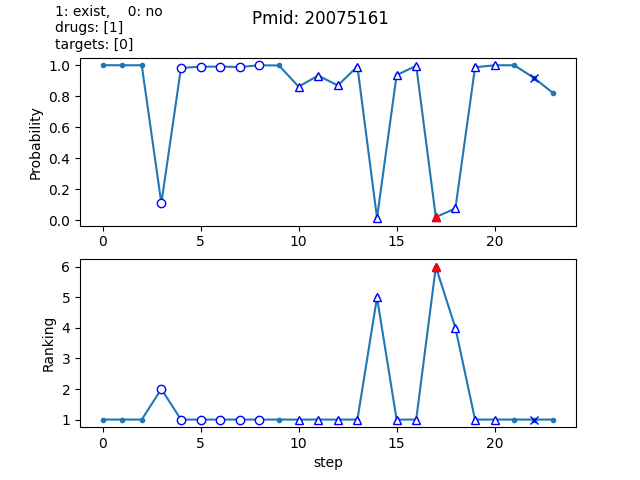 1: exist,    0: no
drugs: [1]
targets: [0]
Pmid: 20075161
1.0
0.8
0.6
0.4
0.2
0.0
Probability
0 5 10 15 20
6
5
4
3
2
1
Ranking
0 5 10 15 20
step